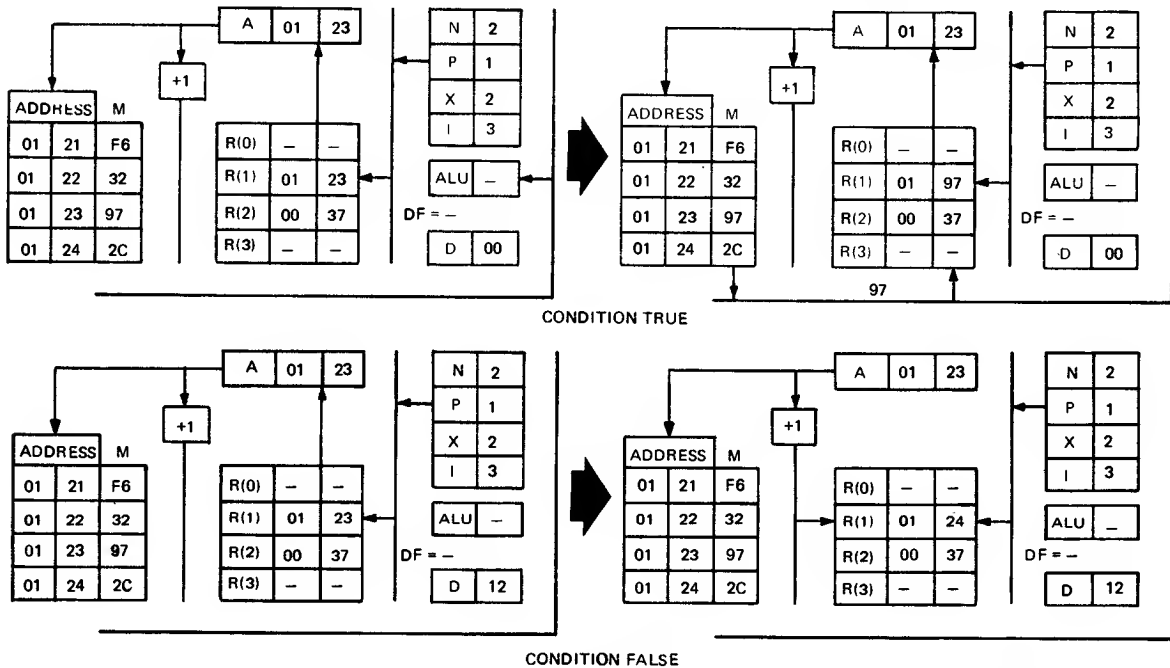 A 01 23
N 2
P 1
X 2
I 3
+1
ADDRESS M
01 21 F6
01 22 32
01 23 97
01 24 2C
R(0) – –
R(1) 01 23
R(2) 00 37
R(3) – –
ALU –
DF = –
D 00
A 01 23
N 2
P 1
X 2
I 3
+1
ADDRESS M
01 21 F6
01 22 32
01 23 97
01 24 2C
R(0) – –
R(1) 01 97
R(2) 00 37
R(3) – –
ALU –
DF = –
D 00
97
CONDITION TRUE
A 01 23
N 2
P 1
X 2
I 3
+1
ADDRESS M
01 21 F6
01 22 32
01 23 97
01 24 2C
R(0) – –
R(1) 01 23
R(2) 00 37
R(3) – –
ALU –
DF = –
D 12
A 01 23
N 2
P 1
X 2
I 3
+1
ADDRESS M
01 21 F6
01 22 32
01 23 97
01 24 2C
R(0) – –
R(1) 01 24
R(2) 00 37
R(3) – –
ALU –
DF = –
D 12
CONDITION FALSE